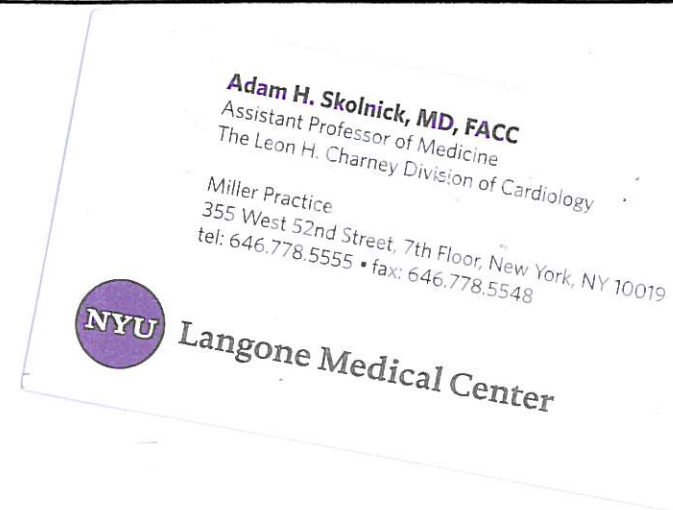 Adam H. Skolnick, MD, FACC
Assistant Professor of Medicine
The Leon H. Charney Division of Cardiology
Miller Practice
355 West 52nd Street, 7th Floor, New York, NY 10019
tel: 646.778.5555 • fax: 646.778.5548
NYU Langone Medical Center